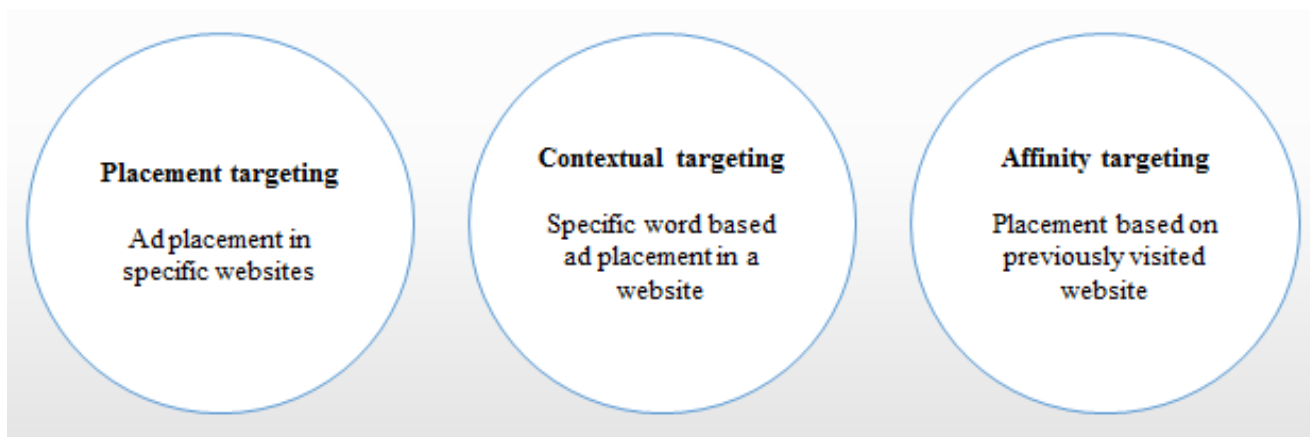 Placement targeting
Ad placement in
specific websites
Contextual targeting
Specific word based
ad placement in a
website
Affinity targeting
Placement based on
previously visited
website